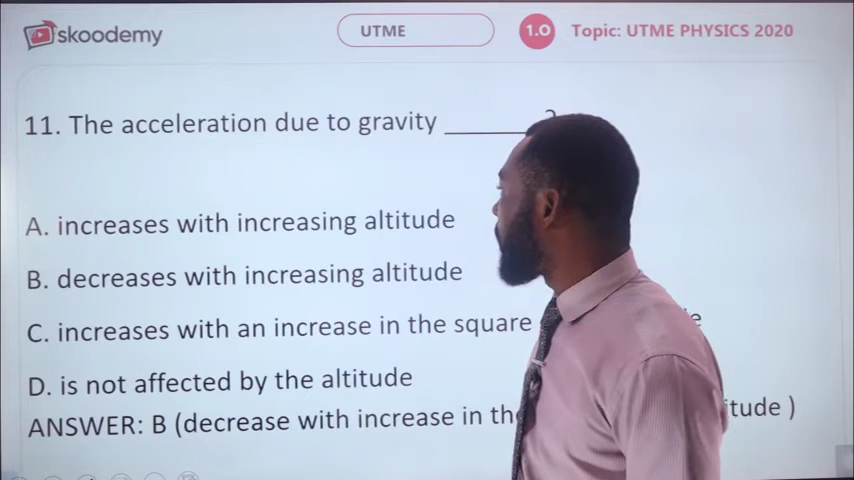 skoodemy
UTME
1.0 Topic: UTME PHYSICS 2020
11. The acceleration due to gravity ________?
A. increases with increasing altitude
B. decreases with increasing altitude
C. increases with an increase in the square
D. is not affected by the altitude
ANSWER: B (decrease with increase in the )